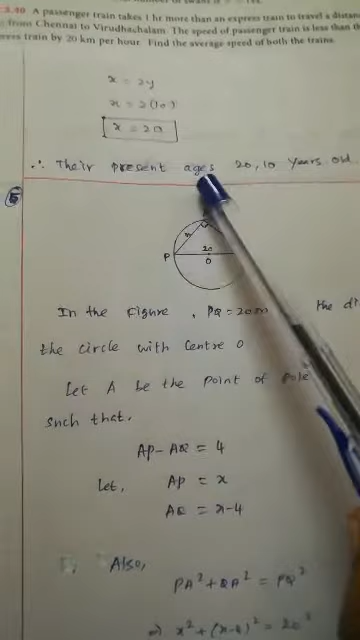 A passenger train takes 1 hr more than an express train to travel a distance
from Chennai to Virudhachalam. The speed of passenger train is less than th
ress train by 20 km per hour. Find the average speed of both the trains.
x = 2y
x = 2(10)
x = 20
∴ Their present ages 20, 10 years old.
5
x
20
P
O
In the figure, PQ = 20m the di
the circle with centre O
Let A be the point of pole
such that.
AP - AQ = 4
Let, AP = x
AQ = x-4
Also,
PA² + QA² = PQ²
⇒ x² + (x-4)² = 20²